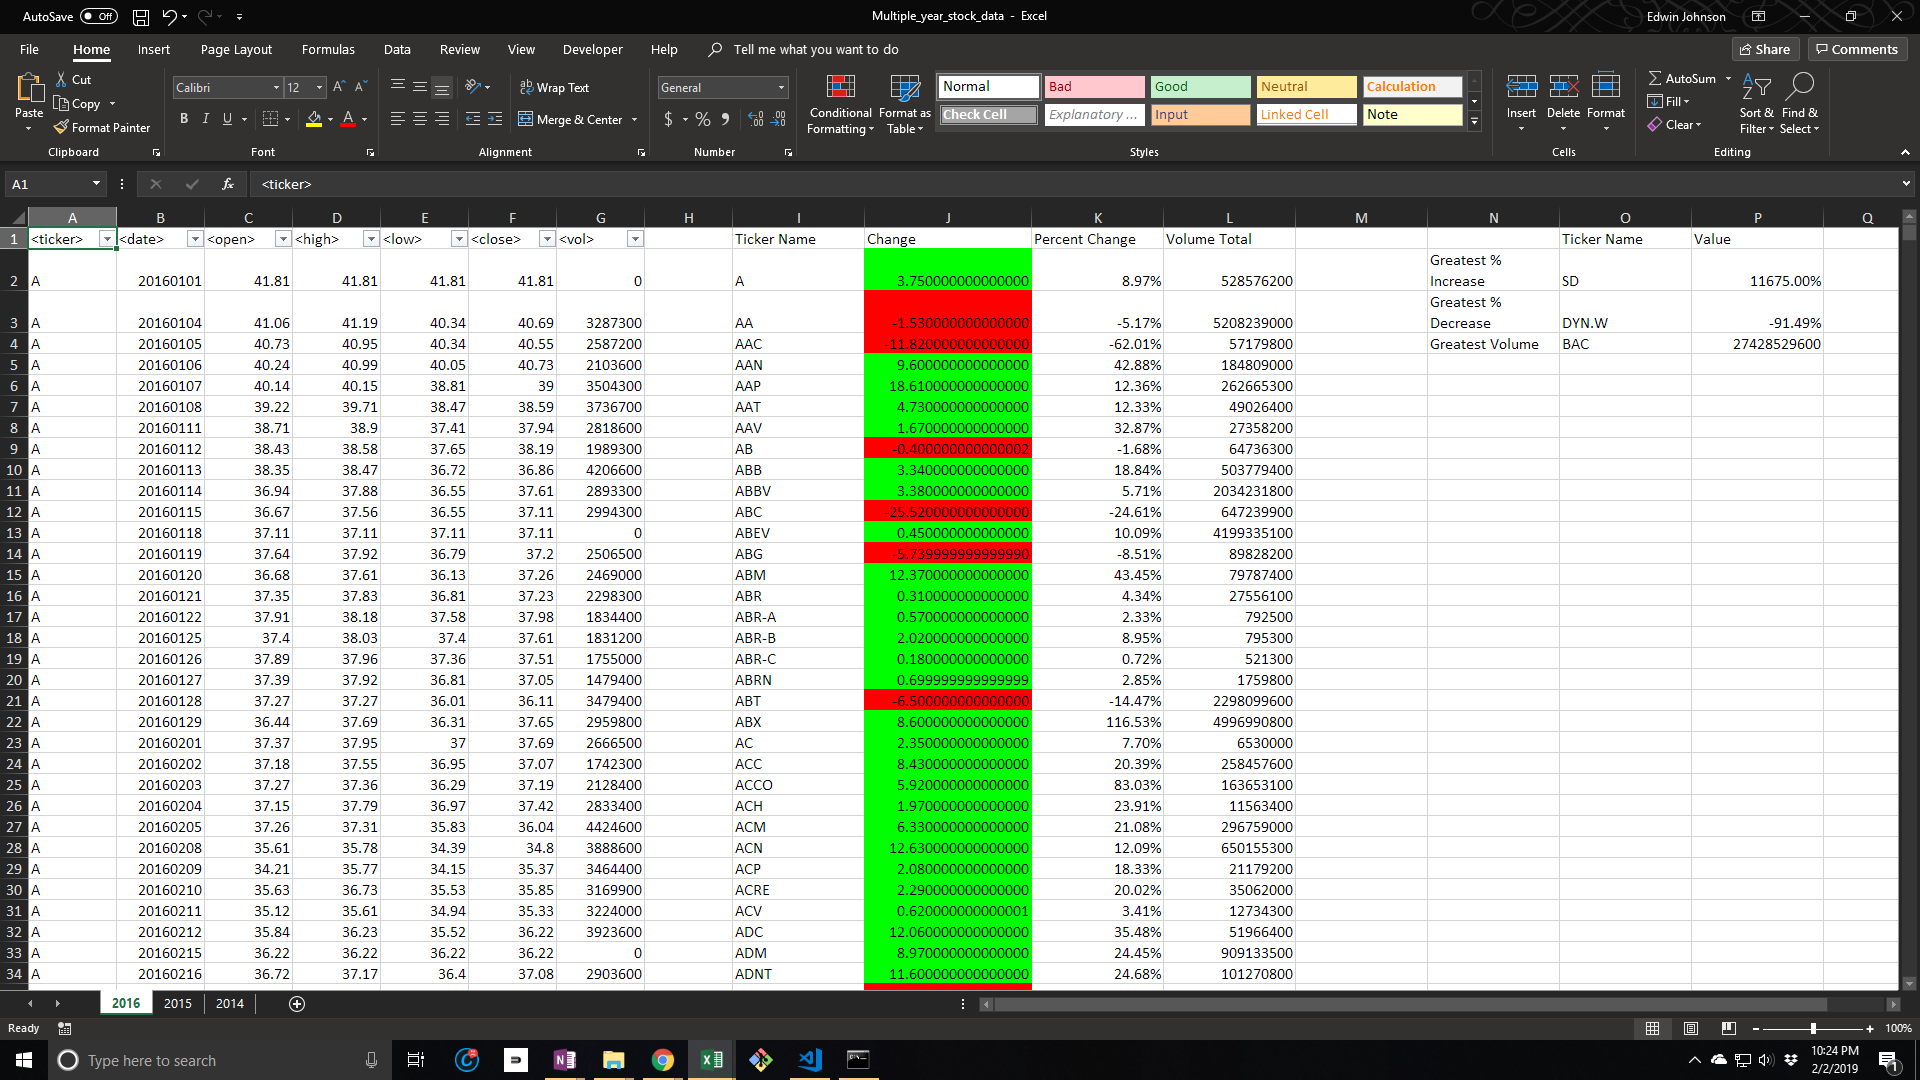 AutoSave Off Multiple_year_stock_data - Excel Edwin Johnson
File Home Insert Page Layout Formulas Data Review View Developer Help Tell me what you want to do Share Comments
Paste Cut Copy Format Painter
Calibri 12
B I U A
Wrap Text
Merge & Center
General
$ % ,
Conditional Formatting Format as Table
Normal Bad Good Neutral Calculation
Check Cell Explanatory ... Input Linked Cell Note
Insert Delete Format
AutoSum Fill Clear
Sort & Filter Find & Select
Clipboard Font Alignment Number Styles Cells Editing
A1 fx <ticker>
A B C D E F G H I J K L M N O P Q
1 <ticker> <date> <open> <high> <low> <close> <vol> Ticker Name Change Percent Change Volume Total Ticker Name Value
2 A 20160101 41.81 41.81 41.81 41.81 0 A 3.750000000000000 8.97% 528576200 Greatest % Increase SD 11675.00%
3 A 20160104 41.06 41.19 40.34 40.69 3287300 AA -1.530000000000000 -5.17% 5208239000 Greatest % Decrease DYN.W -91.49%
4 A 20160105 40.73 40.95 40.34 40.55 2587200 AAC -11.820000000000000 -62.01% 57179800 Greatest Volume BAC 27428529600
5 A 20160106 40.24 40.99 40.05 40.73 2103600 AAN 9.600000000000000 42.88% 184809000
6 A 20160107 40.14 40.15 38.81 39 3504300 AAP 18.610000000000000 12.36% 262665300
7 A 20160108 39.22 39.71 38.47 38.59 3736700 AAT 4.730000000000000 12.33% 49026400
8 A 20160111 38.71 38.9 37.41 37.94 2818600 AAV 1.670000000000000 32.87% 27358200
9 A 20160112 38.43 38.58 37.65 38.19 1989300 AB -0.400000000000002 -1.68% 64736300
10 A 20160113 38.35 38.47 36.72 36.86 4206600 ABB 3.340000000000000 18.84% 503779400
11 A 20160114 36.94 37.88 36.55 37.61 2893300 ABBV 3.380000000000000 5.71% 2034231800
12 A 20160115 36.67 37.56 36.55 37.11 2994300 ABC -25.520000000000000 -24.61% 647239900
13 A 20160118 37.11 37.11 37.11 37.11 0 ABEV 0.450000000000000 10.09% 4199335100
14 A 20160119 37.64 37.92 36.79 37.2 2506500 ABG -5.739999999999990 -8.51% 89828200
15 A 20160120 36.68 37.61 36.13 37.26 2469000 ABM 12.370000000000000 43.45% 79787400
16 A 20160121 37.35 37.83 36.81 37.23 2298300 ABR 0.310000000000000 4.34% 27556100
17 A 20160122 37.91 38.18 37.58 37.98 1834400 ABR-A 0.570000000000000 2.33% 792500
18 A 20160125 37.4 38.03 37.4 37.61 1831200 ABR-B 2.020000000000000 8.95% 795300
19 A 20160126 37.89 37.96 37.36 37.51 1755000 ABR-C 0.180000000000000 0.72% 521300
20 A 20160127 37.39 37.92 36.81 37.05 1479400 ABRN 0.699999999999999 2.85% 1759800
21 A 20160128 37.27 37.27 36.01 36.11 3479400 ABT -6.500000000000000 -14.47% 2298099600
22 A 20160129 36.44 37.69 36.31 37.65 2959800 ABX 8.600000000000000 116.53% 4996990800
23 A 20160201 37.37 37.95 37 37.69 2666500 AC 2.350000000000000 7.70% 6530000
24 A 20160202 37.18 37.55 36.95 37.07 1742300 ACC 8.430000000000000 20.39% 258457600
25 A 20160203 37.27 37.36 36.29 37.19 2128400 ACCO 5.920000000000000 83.03% 163653100
26 A 20160204 37.15 37.79 36.97 37.42 2833400 ACH 1.970000000000000 23.91% 11563400
27 A 20160205 37.26 37.31 35.83 36.04 4424600 ACM 6.330000000000000 21.08% 296759000
28 A 20160208 35.61 35.78 34.39 34.8 3888600 ACN 12.630000000000000 12.09% 650155300
29 A 20160209 34.21 35.77 34.15 35.37 3464400 ACP 2.080000000000000 18.33% 21179200
30 A 20160210 35.63 36.73 35.53 35.85 3169900 ACRE 2.290000000000000 20.02% 35062000
31 A 20160211 35.12 35.61 34.94 35.33 3224000 ACV 0.620000000000001 3.41% 12734300
32 A 20160212 35.84 36.23 35.52 36.22 3923600 ADC 12.060000000000000 35.48% 51966400
33 A 20160215 36.22 36.22 36.22 36.22 0 ADM 8.970000000000000 24.45% 909133500
34 A 20160216 36.72 37.17 36.4 37.08 2903600 ADNT 11.600000000000000 24.68% 101270800
2016 2015 2014
Ready 100%
Type here to search
10:24 PM
2/2/2019
1